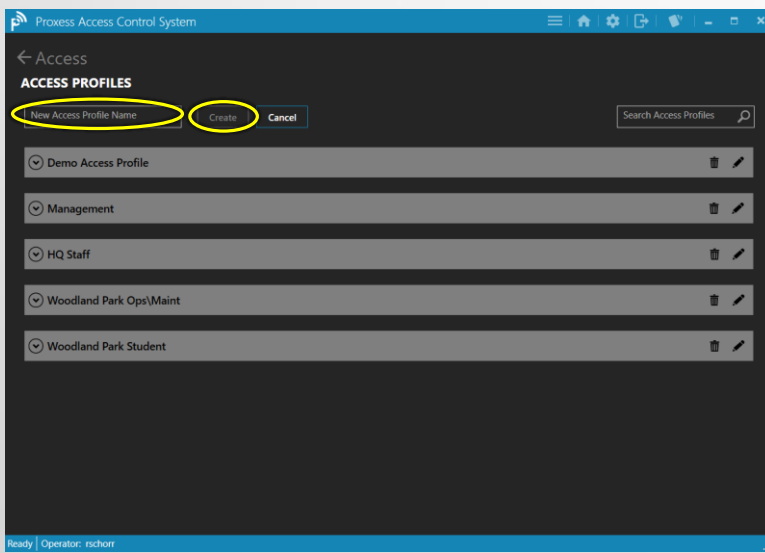 Proxess Access Control System
Access
ACCESS PROFILES
New Access Profile Name Create Cancel Search Access Profiles
Demo Access Profile
Management
HQ Staff
Woodland Park Ops\Maint
Woodland Park Student
Ready Operator: rschorr